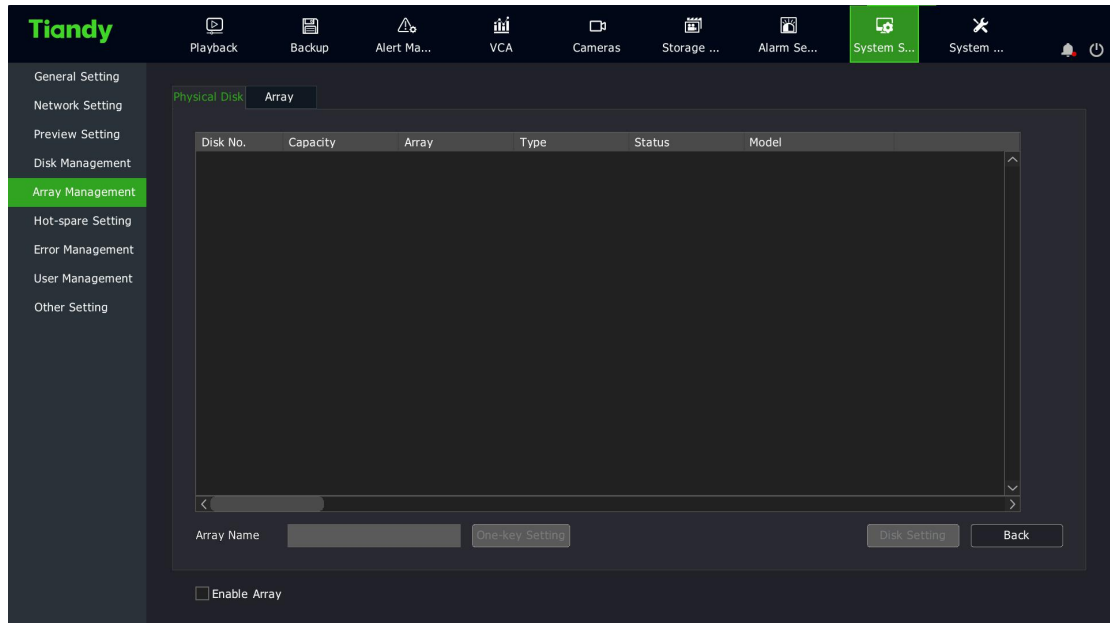 Tiandy
Playback Backup Alert Ma... VCA Cameras Storage ... Alarm Se... System S... System ...
General Setting
Network Setting
Preview Setting
Disk Management
Array Management
Hot-spare Setting
Error Management
User Management
Other Setting
Physical Disk Array
Disk No. Capacity Array Type Status Model
Array Name One-key Setting Disk Setting Back
Enable Array